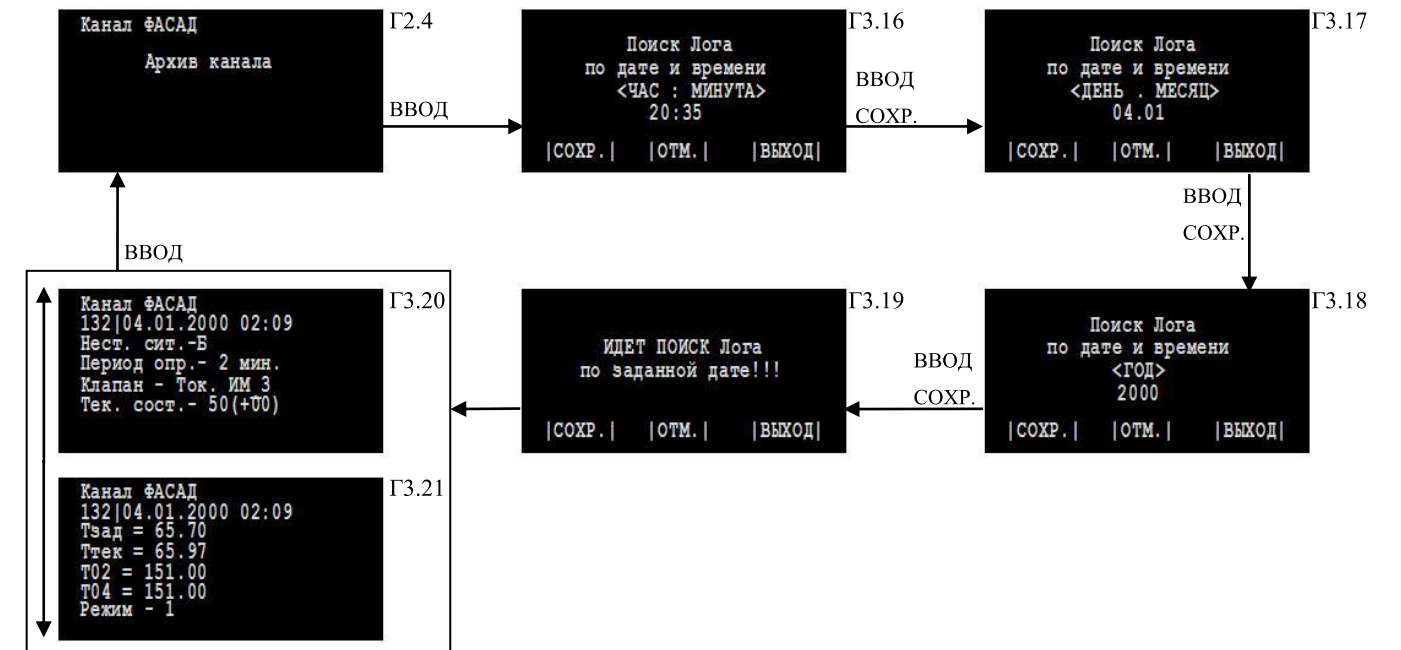 Канал ФАСАД
Архив канала
Г2.4
ВВОД
Поиск Лога
по дате и времени
<ЧАС : МИНУТА>
20:35
|СОХР.| |ОТМ.| |ВЫХОД|
Г3.16
ВВОД
СОХР.
Поиск Лога
по дате и времени
<ДЕНЬ . МЕСЯЦ>
04.01
|СОХР.| |ОТМ.| |ВЫХОД|
Г3.17
ВВОД
СОХР.
Поиск Лога
по дате и времени
<ГОД>
2000
|СОХР.| |ОТМ.| |ВЫХОД|
Г3.18
ВВОД
СОХР.
ИДЕТ ПОИСК Лога
по заданной дате!!!
|СОХР.| |ОТМ.| |ВЫХОД|
Г3.19
Канал ФАСАД
132|04.01.2000 02:09
Нест. сит.-Б
Период опр.- 2 мин.
Клапан - Ток. ИМ_3
Тек. сост.- 50(+00)
Г3.20
Канал ФАСАД
132|04.01.2000 02:09
Тзад = 65.70
Ттек = 65.97
Т02 = 151.00
Т04 = 151.00
Режим - 1
Г3.21
ВВОД